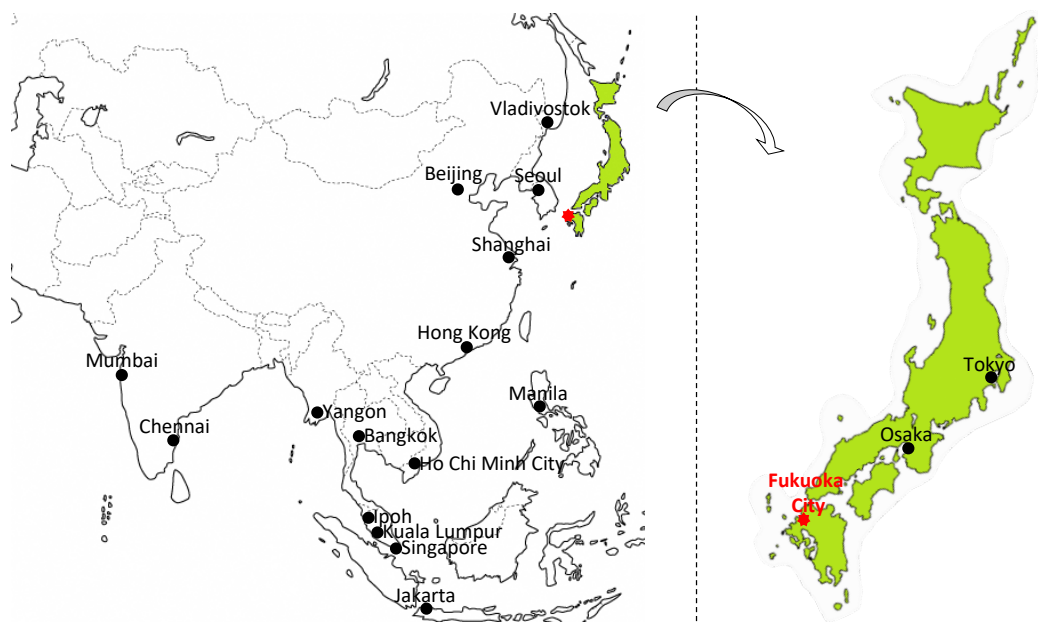 Vladivostok
Beijing
Seoul
Shanghai
Hong Kong
Mumbai
Manila
Yangon
Chennai
Bangkok
Ho Chi Minh City
Ipoh
Kuala Lumpur
Singapore
Jakarta
Tokyo
Osaka
Fukuoka
City